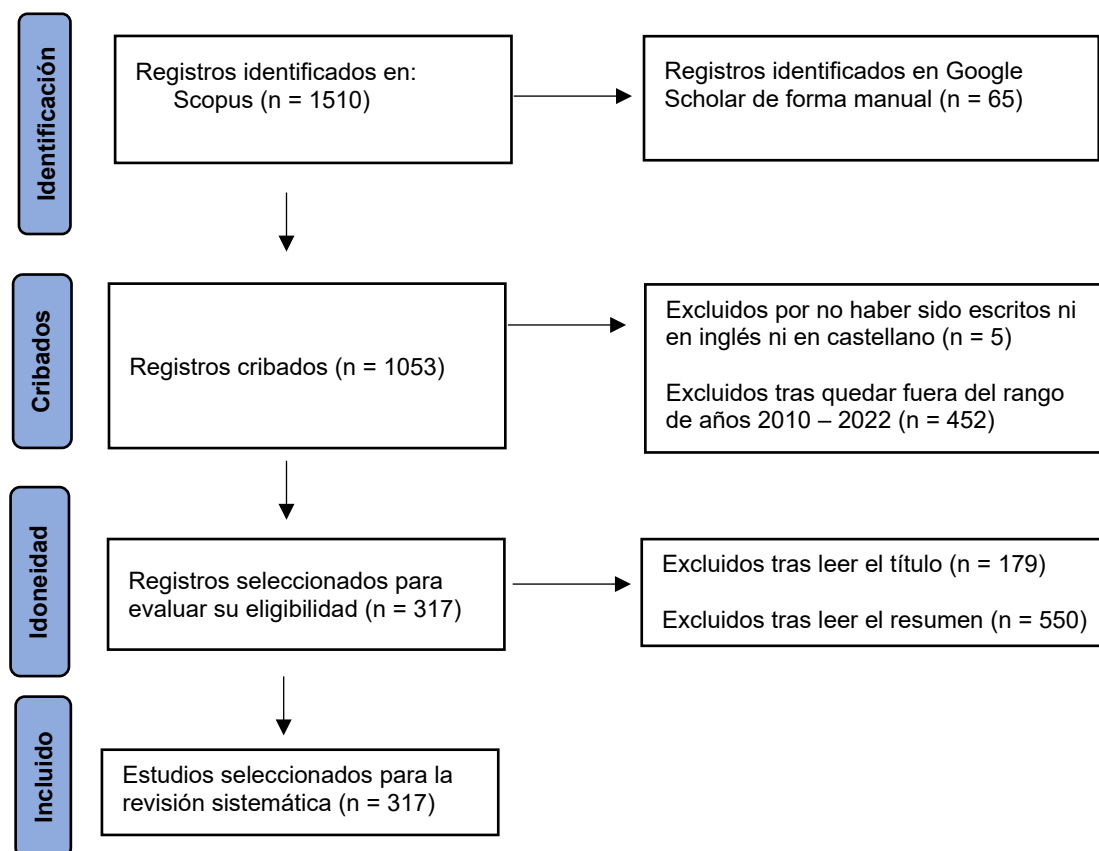 Identificación
Registros identificados en:
Scopus (n = 1510)
Registros identificados en Google
Scholar de forma manual (n = 65)
Cribados
Registros cribados (n = 1053)
Excluidos por no haber sido escritos ni
en inglés ni en castellano (n = 5)
Excluidos tras quedar fuera del rango
de años 2010 – 2022 (n = 452)
Idoneidad
Registros seleccionados para
evaluar su eligibilidad (n = 317)
Excluidos tras leer el título (n = 179)
Excluidos tras leer el resumen (n = 550)
Incluido
Estudios seleccionados para la
revisión sistemática (n = 317)